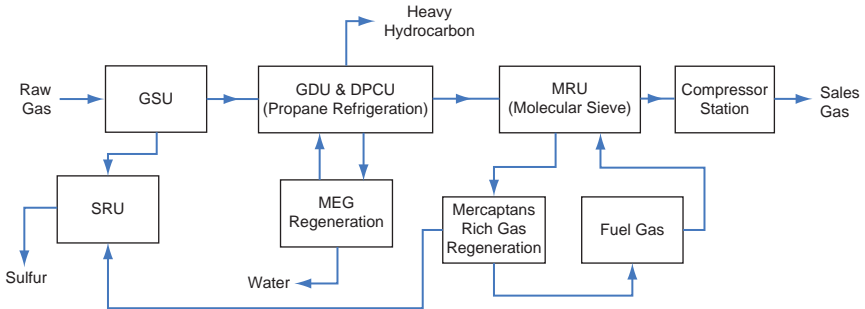 Heavy
Hydrocarbon
Raw
Gas
GSU
GDU & DPCU
(Propane Refrigeration)
MRU
(Molecular Sieve)
Compressor
Station
Sales
Gas
SRU
MEG
Regeneration
Mercaptans
Rich Gas
Regeneration
Fuel Gas
Sulfur
Water